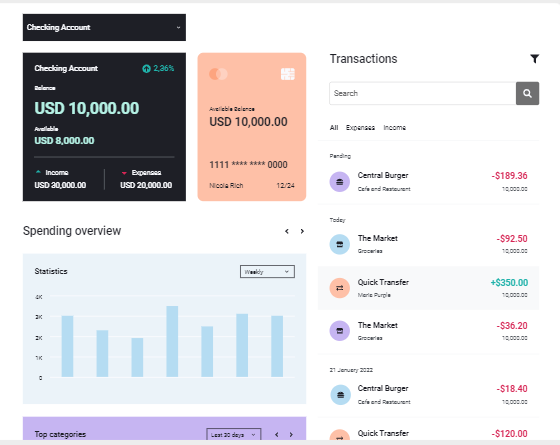 Checking Account
Checking Account 2,36%
Balance
USD 10,000.00
Available
USD 8,000.00
Income
USD 30,000.00
Expenses
USD 20,000.00
Available Balance
USD 10,000.00
1111 **** **** 0000
Nicole Rich 12/24
Spending overview
Statistics
Weekly
4K
3K
2K
1K
0
Top categories
Last 30 days
Transactions
Search
All Expenses Income
Pending
Central Burger -$189.36
Cafe and Restaurant 10,000.00
Today
The Market -$92.50
Groceries 10,000.00
Quick Transfer +$350.00
Maria Purple 10,000.00
The Market -$36.20
Groceries 10,000.00
21 January 2022
Central Burger -$18.40
Cafe and Restaurant 10,000.00
Quick Transfer -$120.00